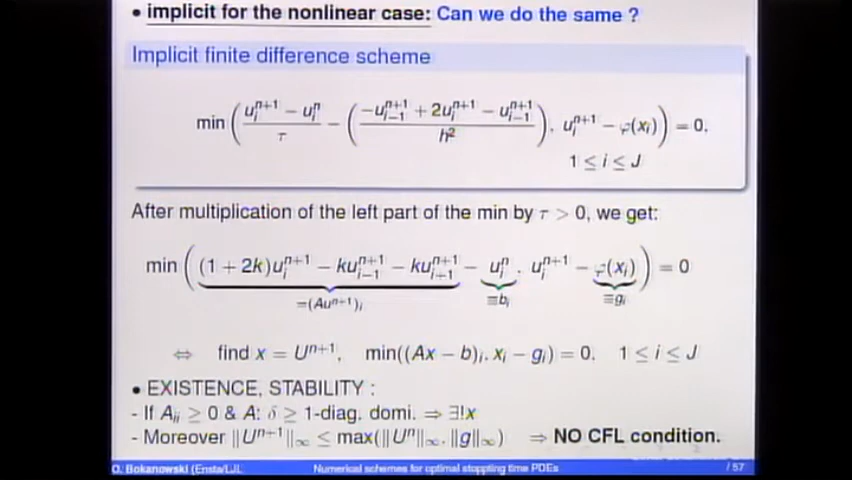 • implicit for the nonlinear case: Can we do the same ?
Implicit finite difference scheme
min ( (u_i^{n+1} − u_i^n)/τ − ( (−u_{i−1}^{n+1} + 2u_i^{n+1} − u_{i−1}^{n+1})/h² ), u_i^{n+1} − φ(x_i) ) = 0,
1 ≤ i ≤ J
After multiplication of the left part of the min by τ > 0, we get:
min ( (1 + 2k)u_i^{n+1} − ku_{i−1}^{n+1} − ku_{i+1}^{n+1} − u_i^n, u_i^{n+1} − φ(x_i) ) = 0
=(Au^{n+1})_i ≡b_i ≡g_i
⇔ find x = U^{n+1}, min((Ax − b)_i, x_i − g_i) = 0, 1 ≤ i ≤ J
• EXISTENCE, STABILITY :
- If A_{ii} ≥ 0 & A: δ ≥ 1-diag. domi. ⇒ ∃!x
- Moreover ‖U^{n+1}‖_∞ ≤ max(‖U^n‖_∞, ‖g‖_∞) ⇒ NO CFL condition.
O. Bokanowski (Ensta/LJL Numerical schemes for optimal stoppting time PDEs / 57